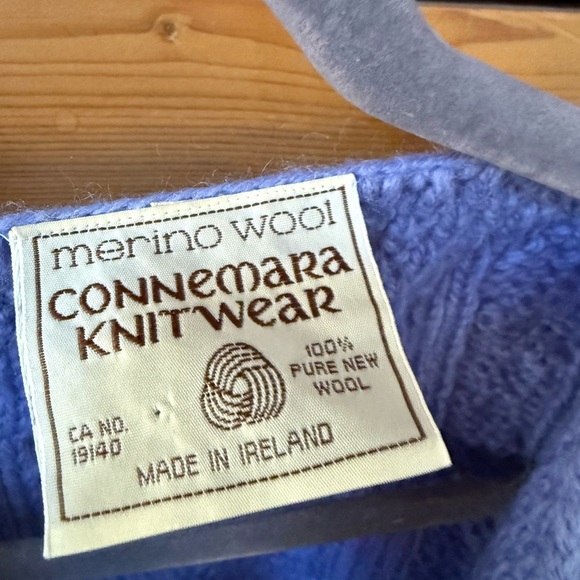 merino wool
CONNEMARA
KNITWEAR
100%
PURE NEW
WOOL
CA NO.
19140
MADE IN IRELAND